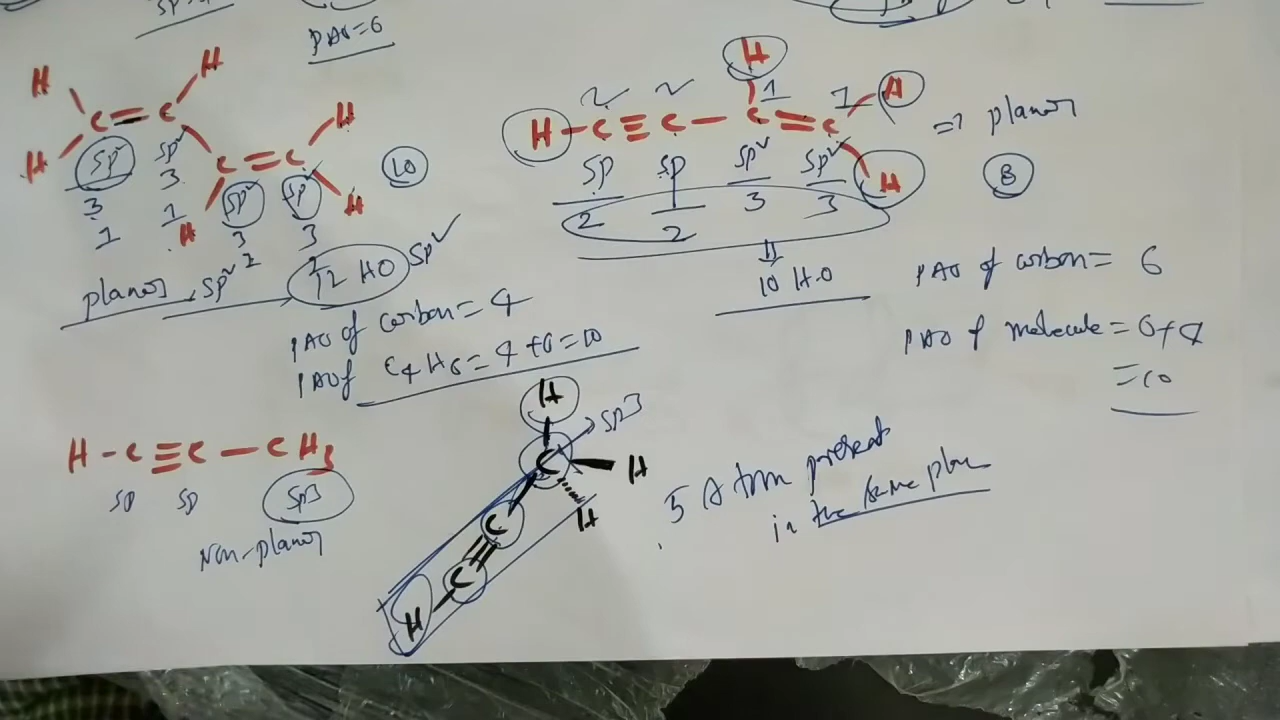 PAO=6
H H
C = C H
H sp² sp² C = C
3 3 H sp² sp² H
1 1 3 3
10
planar sp² 12 HO sp²
PAO of carbon = 4
PAO of C4H6 = 4+6=10
H
H - C ≡ C - C = C H
sp sp sp² sp² H
2 2 3 3
1 1
⇒ planar
8
10 H.O
PAO of carbon = 6
PAO of molecule = 6+4
=10
H - C ≡ C - CH3
sp sp sp3
Non-planar
H
C sp3
H
H
C
C
H
5 Atom present
in the same plane